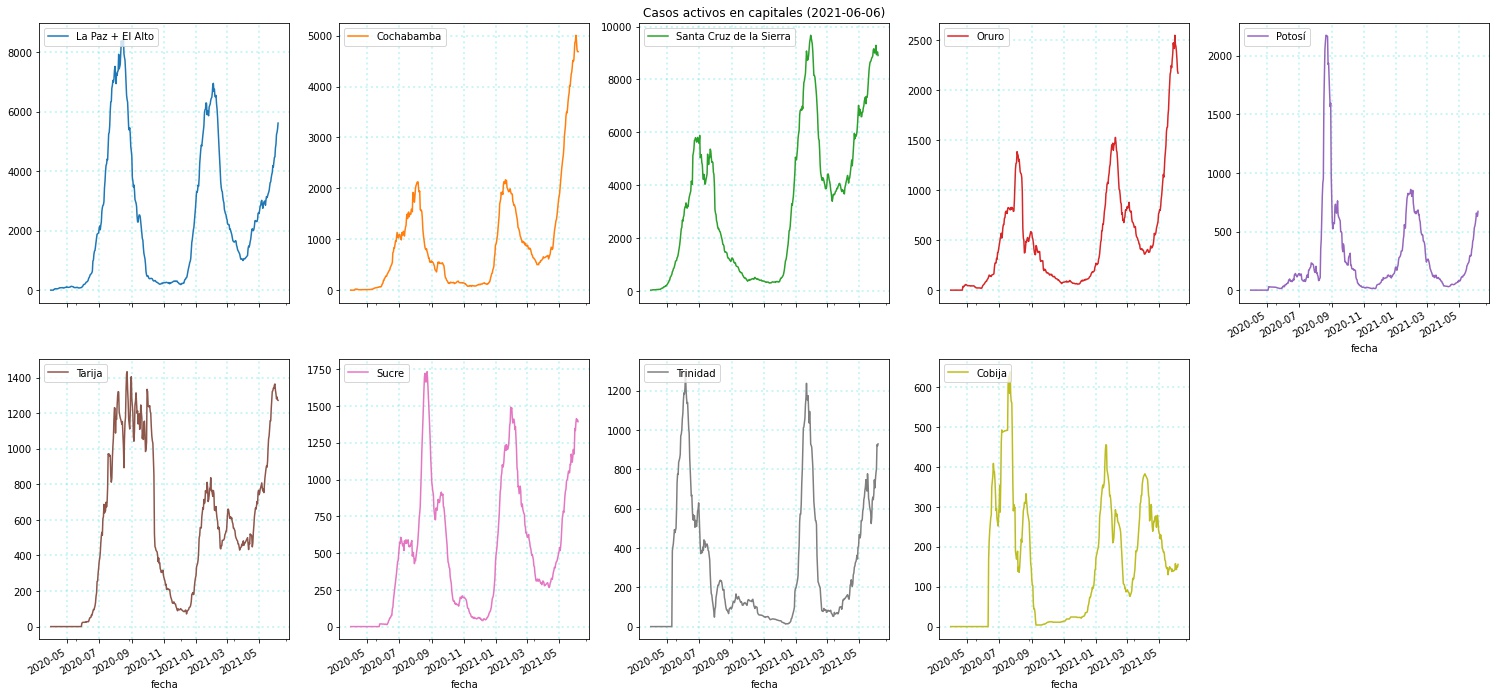 Casos activos en capitales (2021-06-06)
La Paz + El Alto
8000
6000
4000
2000
0
Cochabamba
5000
4000
3000
2000
1000
0
Santa Cruz de la Sierra
10000
8000
6000
4000
2000
0
Oruro
2500
2000
1500
1000
500
0
Potosí
2000
1500
1000
500
0
2020-05 2020-07 2020-09 2020-11 2021-01 2021-03 2021-05
fecha
Tarija
1400
1200
1000
800
600
400
200
0
2020-05 2020-07 2020-09 2020-11 2021-01 2021-03 2021-05
fecha
Sucre
1750
1500
1250
1000
750
500
250
0
2020-05 2020-07 2020-09 2020-11 2021-01 2021-03 2021-05
fecha
Trinidad
1200
1000
800
600
400
200
0
2020-05 2020-07 2020-09 2020-11 2021-01 2021-03 2021-05
fecha
Cobija
600
500
400
300
200
100
0
2020-05 2020-07 2020-09 2020-11 2021-01 2021-03 2021-05
fecha